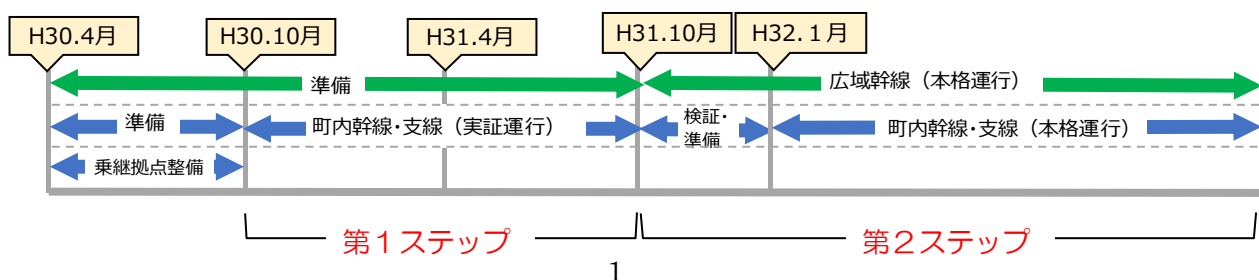 H30.4月
H30.10月
H31.4月
H31.10月
H32.1月
準備
広域幹線(本格運行)
準備
町内幹線・支線(実証運行)
検証・
準備
町内幹線・支線(本格運行)
乗継拠点整備
第1ステップ
第2ステップ
1